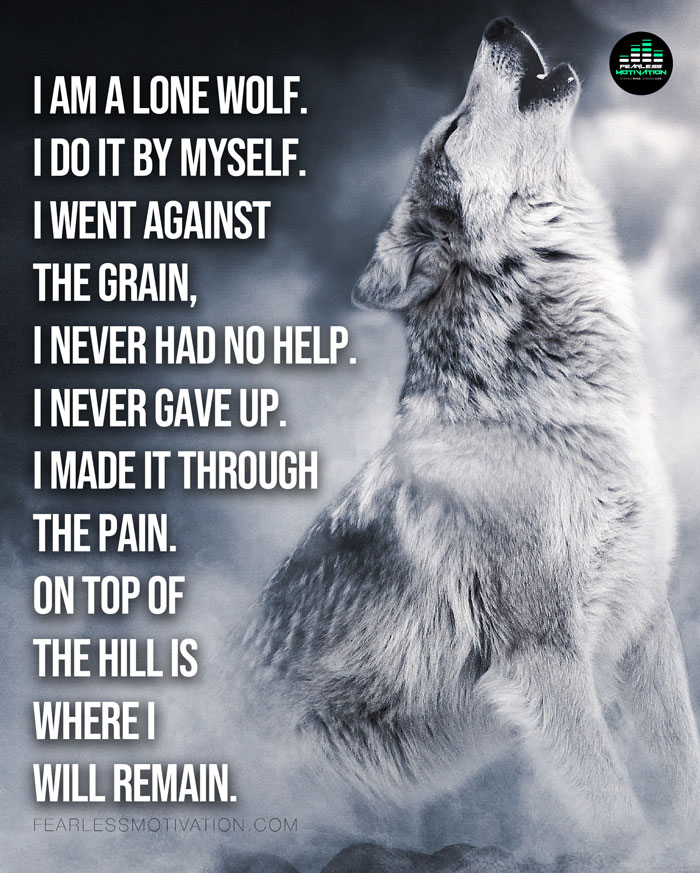 FEARLESS
MOTIVATION
I AM A LONE WOLF.
I DO IT BY MYSELF.
I WENT AGAINST
THE GRAIN,
I NEVER HAD NO HELP.
I NEVER GAVE UP.
I MADE IT THROUGH
THE PAIN.
ON TOP OF
THE HILL IS
WHERE I
WILL REMAIN.
FEARLESSMOTIVATION.COM